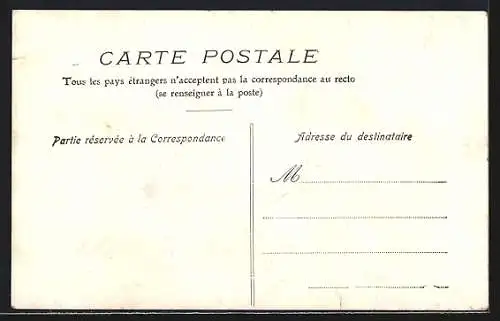 CARTE POSTALE
Tous les pays étrangers n'acceptent pas la correspondance au recto
(se renseigner à la poste)
Partie réservée à la Correspondance
Adresse du destinataire
M